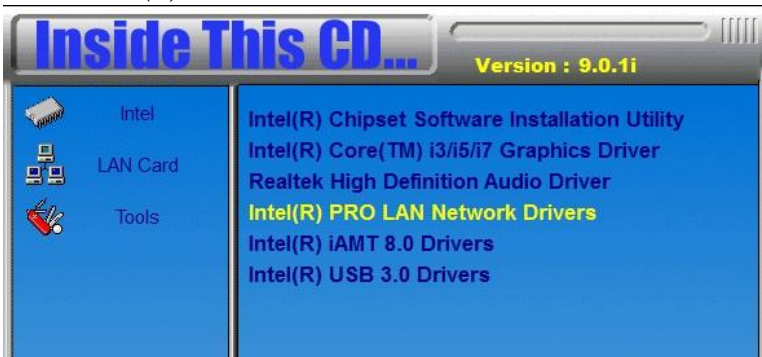 Inside This CD...
Version : 9.0.1i
Intel
LAN Card
Tools
Intel(R) Chipset Software Installation Utility
Intel(R) Core(TM) i3/i5/i7 Graphics Driver
Realtek High Definition Audio Driver
Intel(R) PRO LAN Network Drivers
Intel(R) iAMT 8.0 Drivers
Intel(R) USB 3.0 Drivers